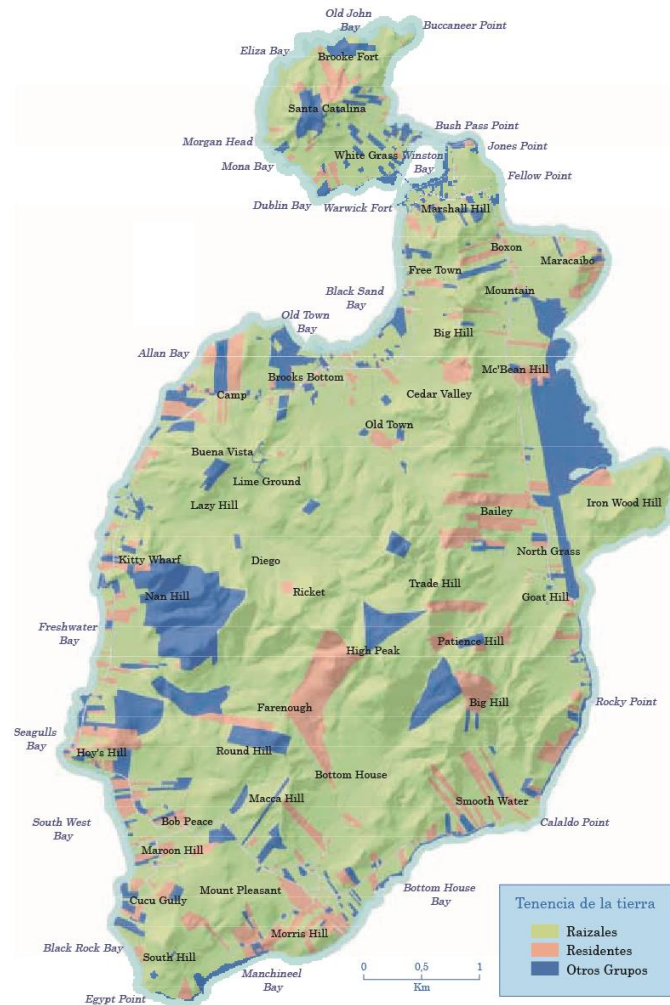 Old John
Bay
Buccaneer Point
Eliza Bay
Brooke Fort
Santa Catalina
Morgan Head
Bush Pass Point
White Grass
Winston
Bay
Jones Point
Mona Bay
Fellow Point
Dublin Bay
Warwick Fort
Marshall Hill
Boxon
Maracaibo
Free Town
Mountain
Black Sand
Bay
Old Town
Bay
Big Hill
Allan Bay
Mc'Bean Hill
Brooks Bottom
Camp
Cedar Valley
Old Town
Buena Vista
Lime Ground
Lazy Hill
Iron Wood Hill
Bailey
North Grass
Kitty Wharf
Diego
Trade Hill
Nan Hill
Ricket
Goat Hill
Freshwater
Bay
High Peak
Patience Hill
Farenough
Big Hill
Rocky Point
Seagulls
Bay
Hoy's Hill
Round Hill
Bottom House
Macca Hill
Smooth Water
South West
Bay
Bob Peace
Calaldo Point
Maroon Hill
Mount Pleasant
Bottom House
Bay
Cucu Gully
Morris Hill
Black Rock Bay
South Hill
Manchineel
Bay
Egypt Point
0 0,5 1
Km
Tenencia de la tierra
Raizales
Residentes
Otros Grupos